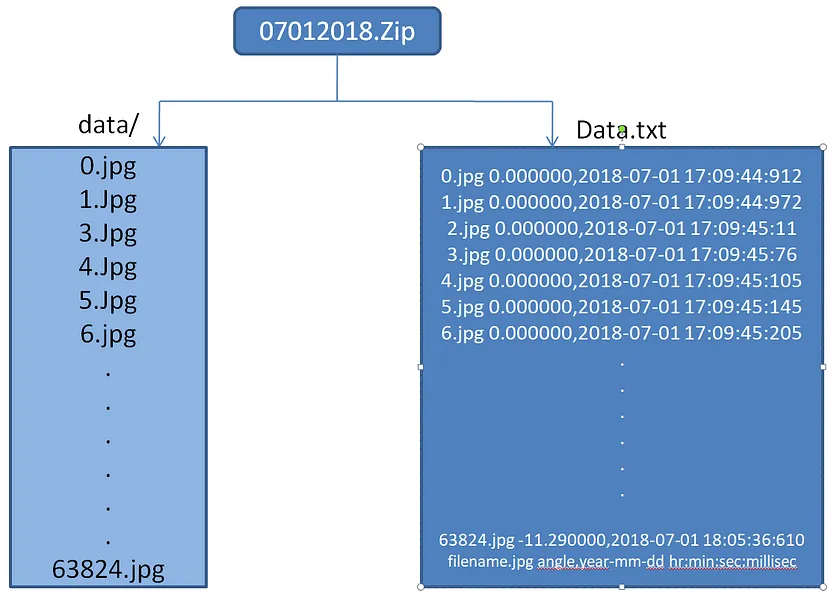 07012018.Zip
data/
0.jpg
1.Jpg
3.Jpg
4.Jpg
5.Jpg
6.jpg
.
.
.
.
.
.
63824.jpg
Data.txt
0.jpg 0.000000,2018-07-01 17:09:44:912
1.jpg 0.000000,2018-07-01 17:09:44:972
2.jpg 0.000000,2018-07-01 17:09:45:11
3.jpg 0.000000,2018-07-01 17:09:45:76
4.jpg 0.000000,2018-07-01 17:09:45:105
5.jpg 0.000000,2018-07-01 17:09:45:145
6.jpg 0.000000,2018-07-01 17:09:45:205
.
.
.
.
.
.
63824.jpg -11.290000,2018-07-01 18:05:36:610
filename.jpg angle,year-mm-dd hr:min:sec:millisec